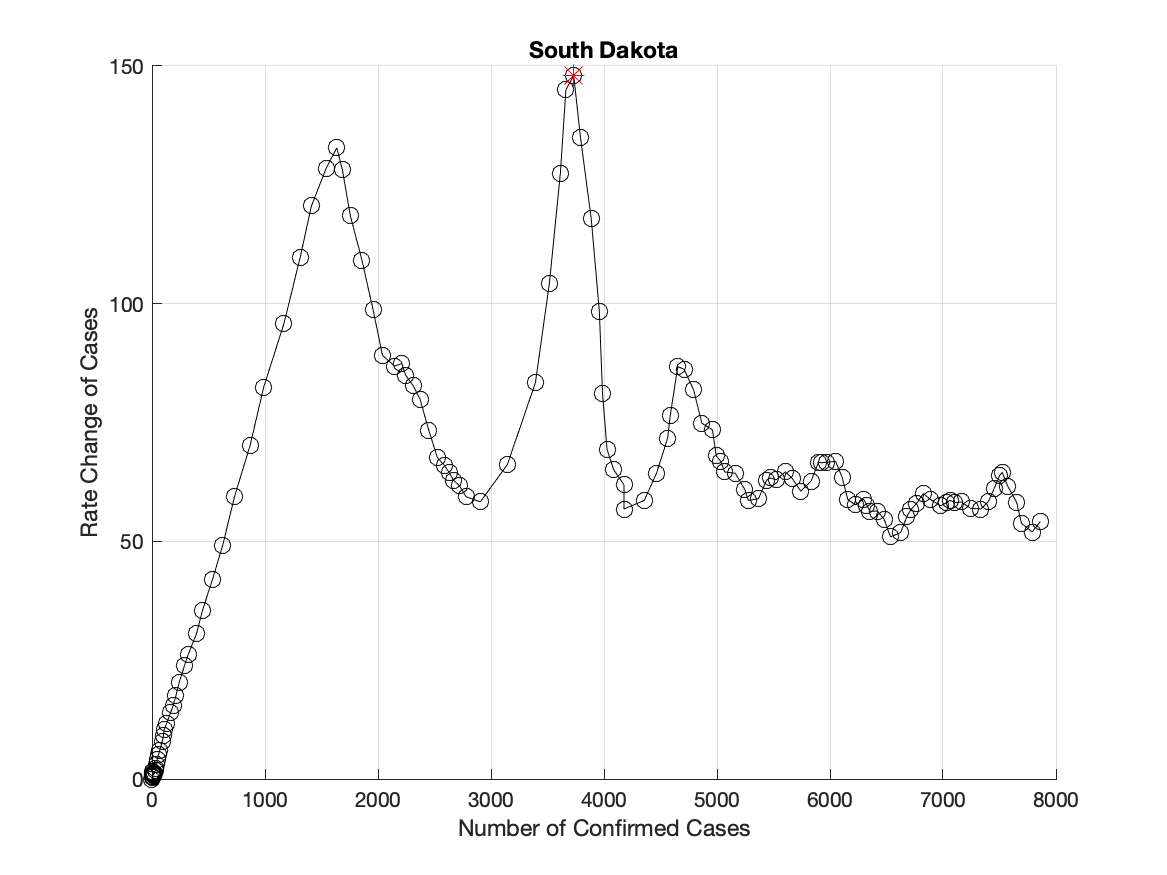 South Dakota
150
100
50
0
Rate Change of Cases
0 1000 2000 3000 4000 5000 6000 7000 8000
Number of Confirmed Cases